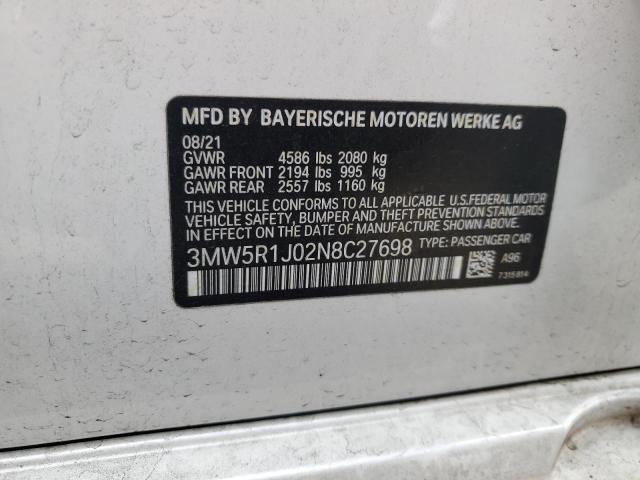 MFD BY BAYERISCHE MOTOREN WERKE AG
08/21
GVWR 4586 lbs 2080 kg
GAWR FRONT 2194 lbs 995 kg
GAWR REAR 2557 lbs 1160 kg
THIS VEHICLE CONFORMS TO ALL APPLICABLE U.S.FEDERAL MOTOR
VEHICLE SAFETY, BUMPER AND THEFT PREVENTION STANDARDS
IN EFFECT ON THE DATE OF MANUFACTURE SHOWN ABOVE.
3MW5R1J02N8C27698 TYPE: PASSENGER CAR
A96
7315814